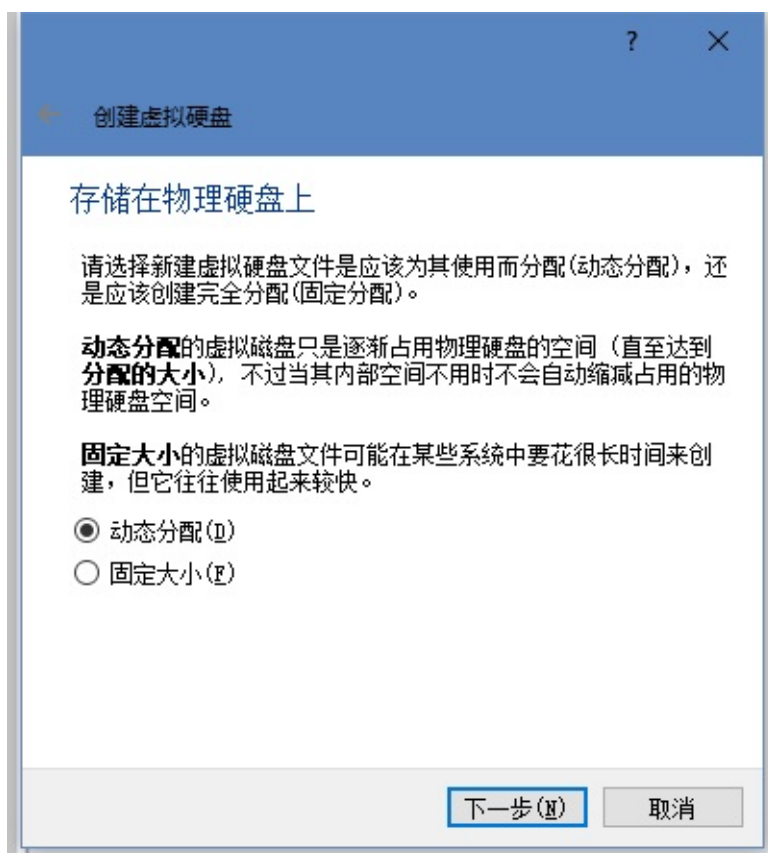 ?
创建虚拟硬盘
存储在物理硬盘上
请选择新建虚拟硬盘文件是应该为其使用而分配(动态分配)，还
是应该创建完全分配(固定分配)。
动态分配的虚拟磁盘只是逐渐占用物理硬盘的空间（直至达到
分配的大小），不过当其内部空间不用时不会自动缩减占用的物
理硬盘空间。
固定大小的虚拟磁盘文件可能在某些系统中要花很长时间来创
建，但它往往使用起来较快。
动态分配(D)
固定大小(F)
下一步(N) 取消